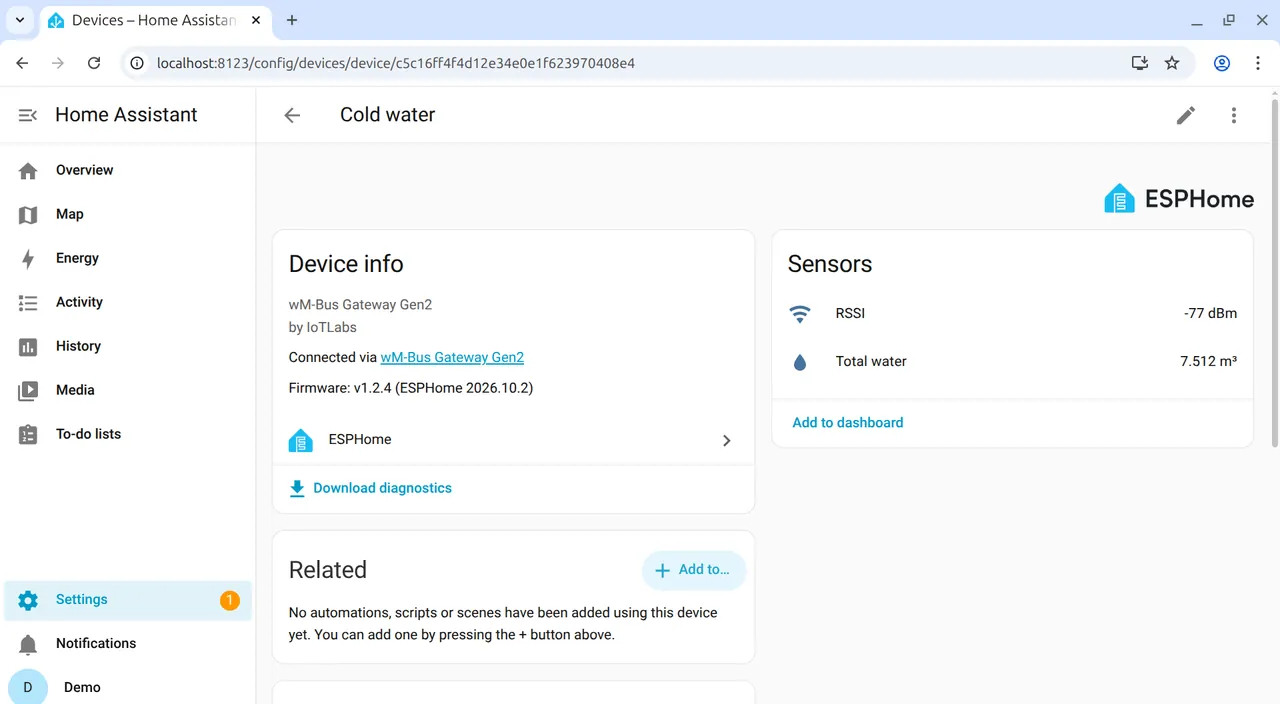 Devices – Home Assistan
localhost:8123/config/devices/device/c5c16ff4f4d12e34e0e1f623970408e4
Home Assistant
Cold water
Overview
Map
Energy
Activity
History
Media
To-do lists
Settings
1
Notifications
D
Demo
ESPHome
Device info
wM-Bus Gateway Gen2
by IoTLabs
Connected via wM-Bus Gateway Gen2
Firmware: v1.2.4 (ESPHome 2026.10.2)
ESPHome
Download diagnostics
Sensors
RSSI
-77 dBm
Total water
7.512 m³
Add to dashboard
Related
Add to...
No automations, scripts or scenes have been added using this device
yet. You can add one by pressing the + button above.